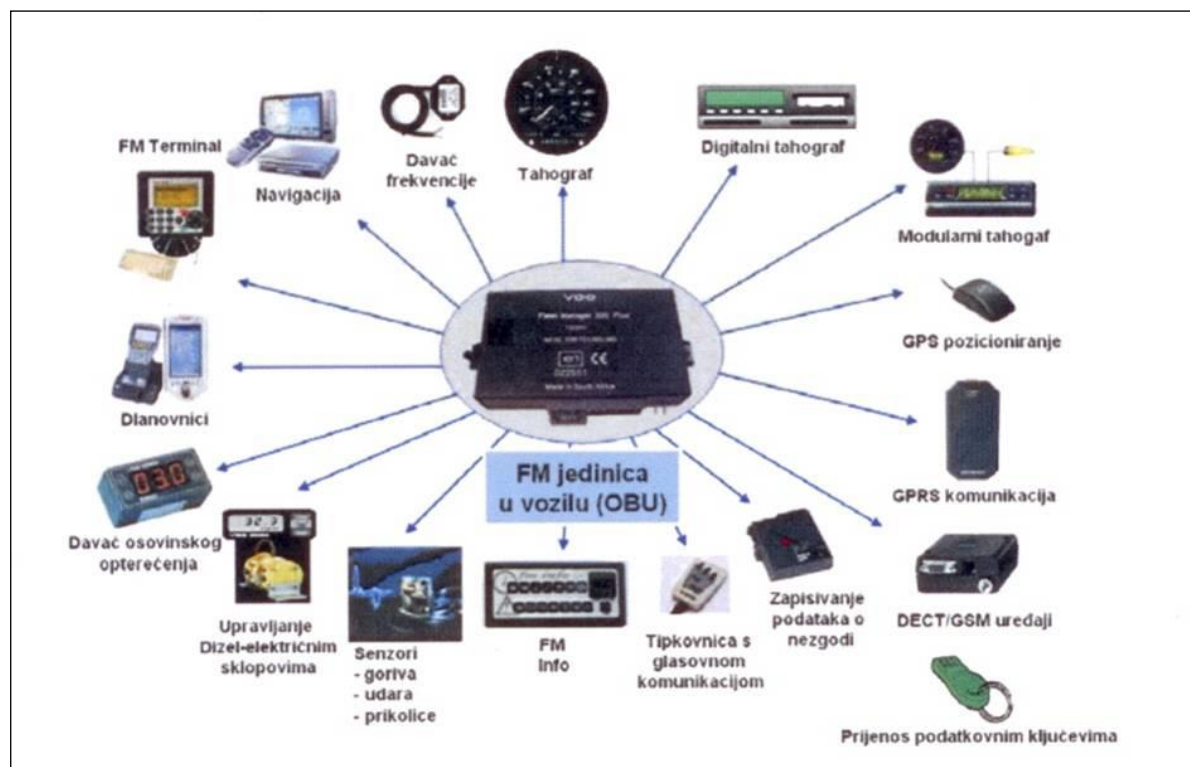 FM Terminal
Navigacija
Davač
frekvencije
Tahograf
Digitalni tahograf
Modularni tahogaf
GPS pozicioniranje
GPRS komunikacija
DECT/GSM uređaji
Prijenos podatkovnim ključevima
Zapisivanje
podataka o
nezgodi
Tipkovnica s
glasovnom
komunikacijom
FM
Info
Senzori
- goriva
- udara
- prikolice
Upravljanje
Dizel-električnim
sklopovima
Davač osovinskog
opterečenja
Dlanovnici
VDO
Made in South Africa
FM jedinica
u vozilu (OBU)
03.0